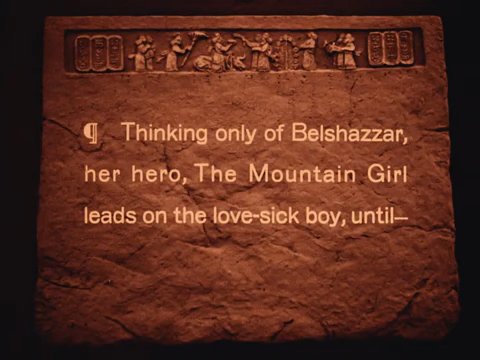 ¶ Thinking only of Belshazzar,
her hero, The Mountain Girl
leads on the love-sick boy, until—